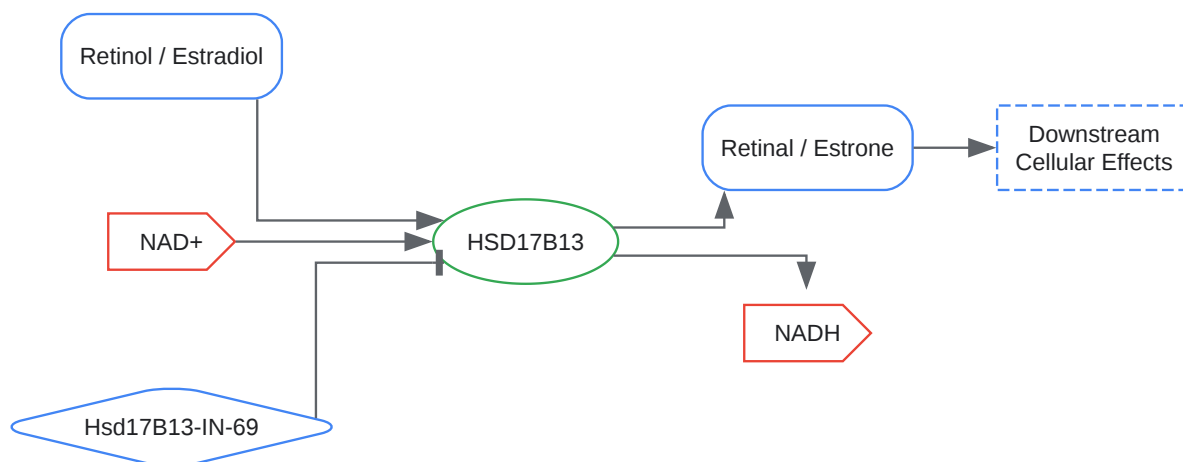 Retinol / Estradiol
Retinal / Estrone
Downstream
Cellular Effects
NAD+
HSD17B13
NADH
Hsd17B13-IN-69